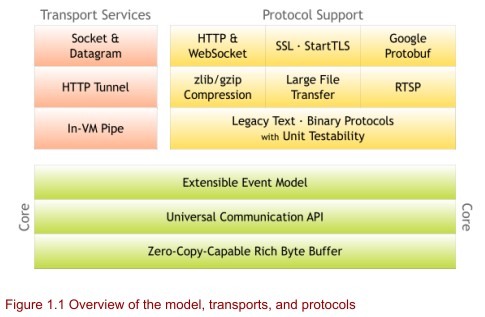 Transport Services
Protocol Support
Socket &
Datagram
HTTP Tunnel
In-VM Pipe
HTTP &
WebSocket
SSL · StartTLS
Google
Protobuf
zlib/gzip
Compression
Large File
Transfer
RTSP
Legacy Text · Binary Protocols
with Unit Testability
Core
Extensible Event Model
Universal Communication API
Zero-Copy-Capable Rich Byte Buffer
Core
Figure 1.1 Overview of the model, transports, and protocols